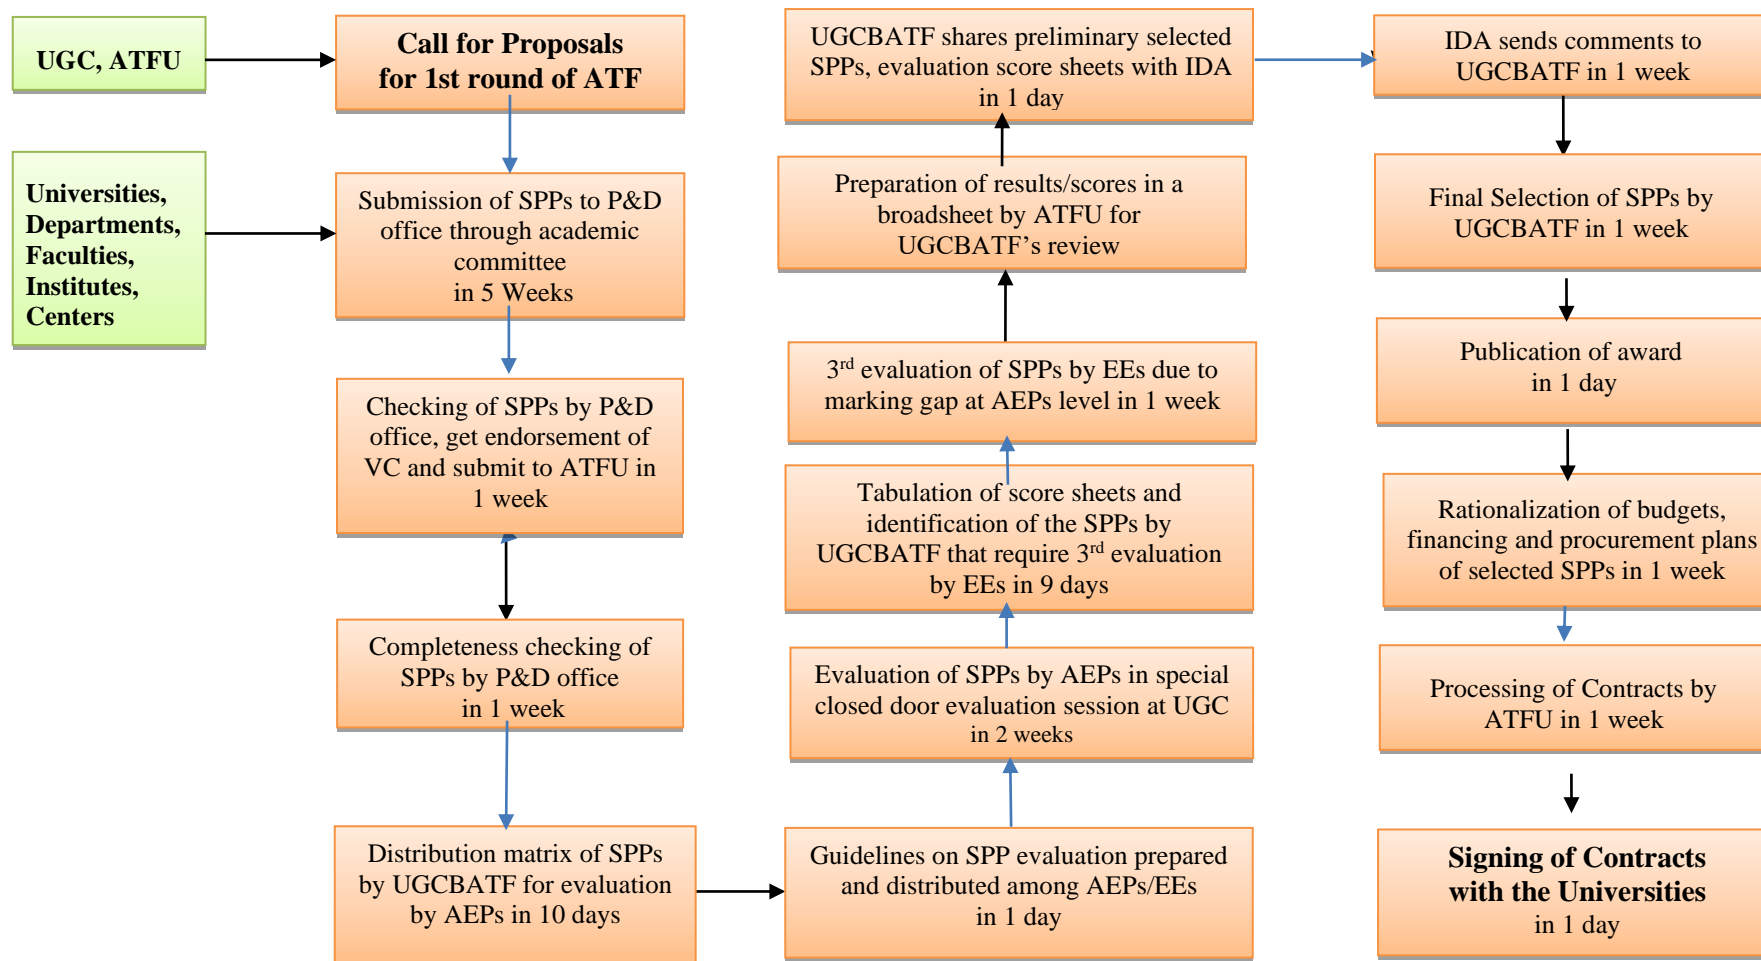 UGC, ATFU
Call for Proposals
for 1st round of ATF
Universities,
Departments,
Faculties,
Institutes,
Centers
Submission of SPPs to P&D
office through academic
committee
in 5 Weeks
Checking of SPPs by P&D
office, get endorsement of
VC and submit to ATFU in
1 week
Completeness checking of
SPPs by P&D office
in 1 week
Distribution matrix of SPPs
by UGCBATF for evaluation
by AEPs in 10 days
Guidelines on SPP evaluation prepared
and distributed among AEPs/EEs
in 1 day
Evaluation of SPPs by AEPs in special
closed door evaluation session at UGC
in 2 weeks
Tabulation of score sheets and
identification of the SPPs by
UGCBATF that require 3rd evaluation
by EEs in 9 days
3rd evaluation of SPPs by EEs due to
marking gap at AEPs level in 1 week
Preparation of results/scores in a
broadsheet by ATFU for
UGCBATF’s review
UGCBATF shares preliminary selected
SPPs, evaluation score sheets with IDA
in 1 day
IDA sends comments to
UGCBATF in 1 week
Final Selection of SPPs by
UGCBATF in 1 week
Publication of award
in 1 day
Rationalization of budgets,
financing and procurement plans
of selected SPPs in 1 week
Processing of Contracts by
ATFU in 1 week
Signing of Contracts
with the Universities
in 1 day